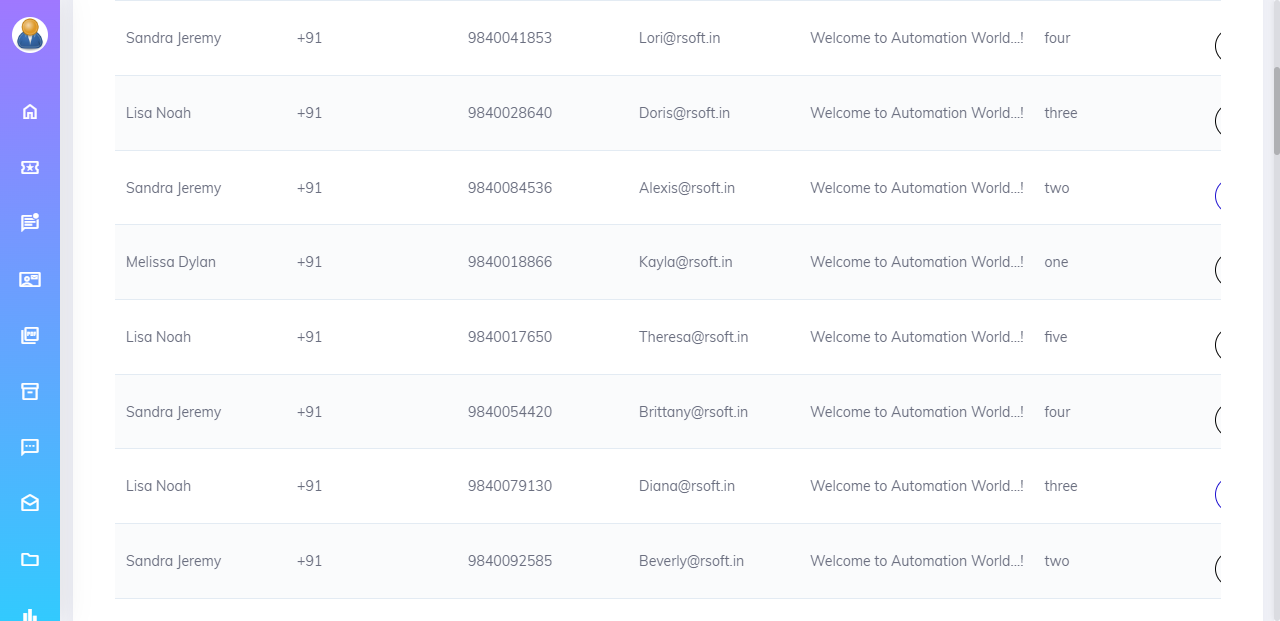 Sandra Jeremy +91 9840041853 Lori@rsoft.in Welcome to Automation World...! four
Lisa Noah +91 9840028640 Doris@rsoft.in Welcome to Automation World...! three
Sandra Jeremy +91 9840084536 Alexis@rsoft.in Welcome to Automation World...! two
Melissa Dylan +91 9840018866 Kayla@rsoft.in Welcome to Automation World...! one
Lisa Noah +91 9840017650 Theresa@rsoft.in Welcome to Automation World...! five
Sandra Jeremy +91 9840054420 Brittany@rsoft.in Welcome to Automation World...! four
Lisa Noah +91 9840079130 Diana@rsoft.in Welcome to Automation World...! three
Sandra Jeremy +91 9840092585 Beverly@rsoft.in Welcome to Automation World...! two